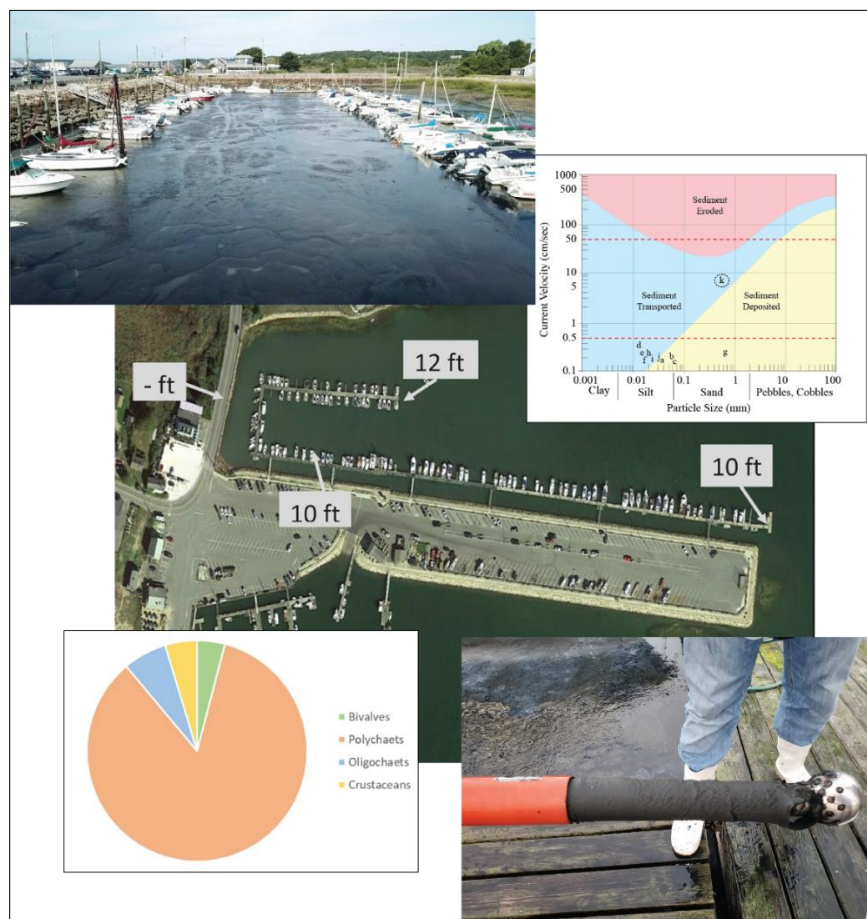 1000
500
100
50
10
5
1
0.5
0.1
Current Velocity (cm/sec)
Sediment
Eroded
k
Sediment
Transported
Sediment
Deposited
d
e h
f i j a
b
c
g
0.001 0.01 0.1 1 10 100
Clay Silt Sand Pebbles, Cobbles
Particle Size (mm)
- ft
12 ft
10 ft
10 ft
Bivalves
Polychaets
Oligochaets
Crustaceans